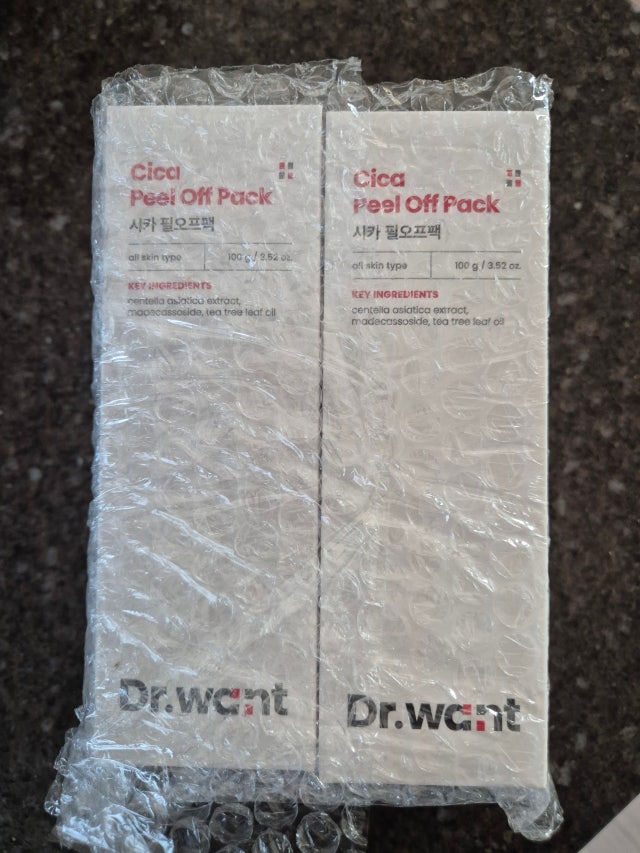 Cica
Peel Off Pack
시카 필오프팩
all skin type
100 g / 3.52 oz.
KEY INGREDIENTS
centella asiatica extract,
madecassoside, tea tree leaf oil
Dr.want
Cica
Peel Off Pack
시카 필오프팩
all skin type
100 g / 3.52 oz.
KEY INGREDIENTS
centella asiatica extract,
madecassoside, tea tree leaf oil
Dr.want